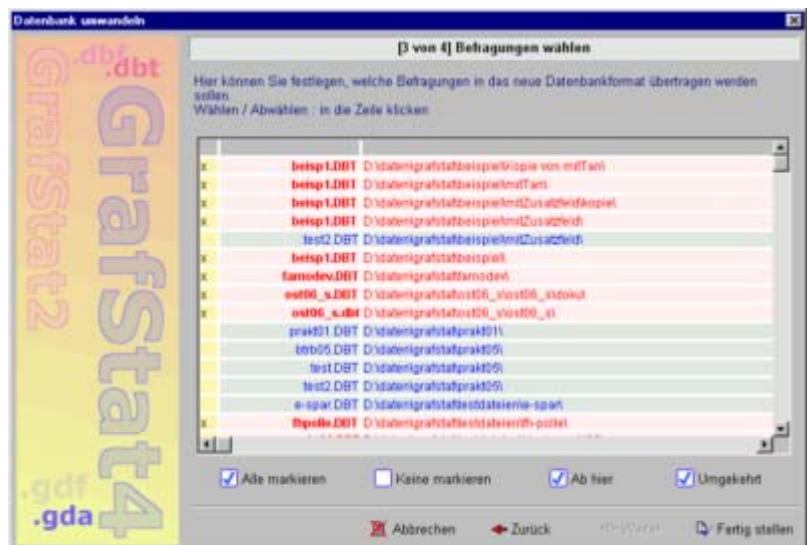 Datenbank umwandeln
.dbf
.dbt
GrafStat2
GrafStat4
.gdf
.gda
[3 von 4] Befragungen wählen
Hier können Sie festlegen, welche Befragungen in das neue Datenbankformat übertragen werden
sollen
Wählen / Abwählen : in die Zeile klicken
x beisp1.DBT D:\daten\grafstat\beispiel\Kopie von mitTan\
x beisp1.DBT D:\daten\grafstat\beispiel\mitTan\
x beisp1.DBT D:\daten\grafstat\beispiel\mitZusatzfeld\kopie\
x beisp1.DBT D:\daten\grafstat\beispiel\mitZusatzfeld\
test2.DBT D:\daten\grafstat\beispiel\mitZusatzfeld\
x beisp1.DBT D:\daten\grafstat\beispiel\
x famodev.DBT D:\daten\grafstat\famodev\
x ost06_s.DBT D:\daten\grafstat\ost06_s\ost06_s\doku\
x ost06_s.dbt D:\daten\grafstat\ost06_s\ost06_s\
prakt01.DBT D:\daten\grafstat\prakt01\
btrb05.DBT D:\daten\grafstat\prakt05\
test.DBT D:\daten\grafstat\prakt05\
test2.DBT D:\daten\grafstat\prakt05\
e-spar.DBT D:\daten\grafstat\testdateien\e-spar\
x fhpolle.DBT D:\daten\grafstat\testdateien\fh-polle\
Alle markieren Keine markieren Ab hier Umgekehrt
Abbrechen Zurück Weiter Fertig stellen